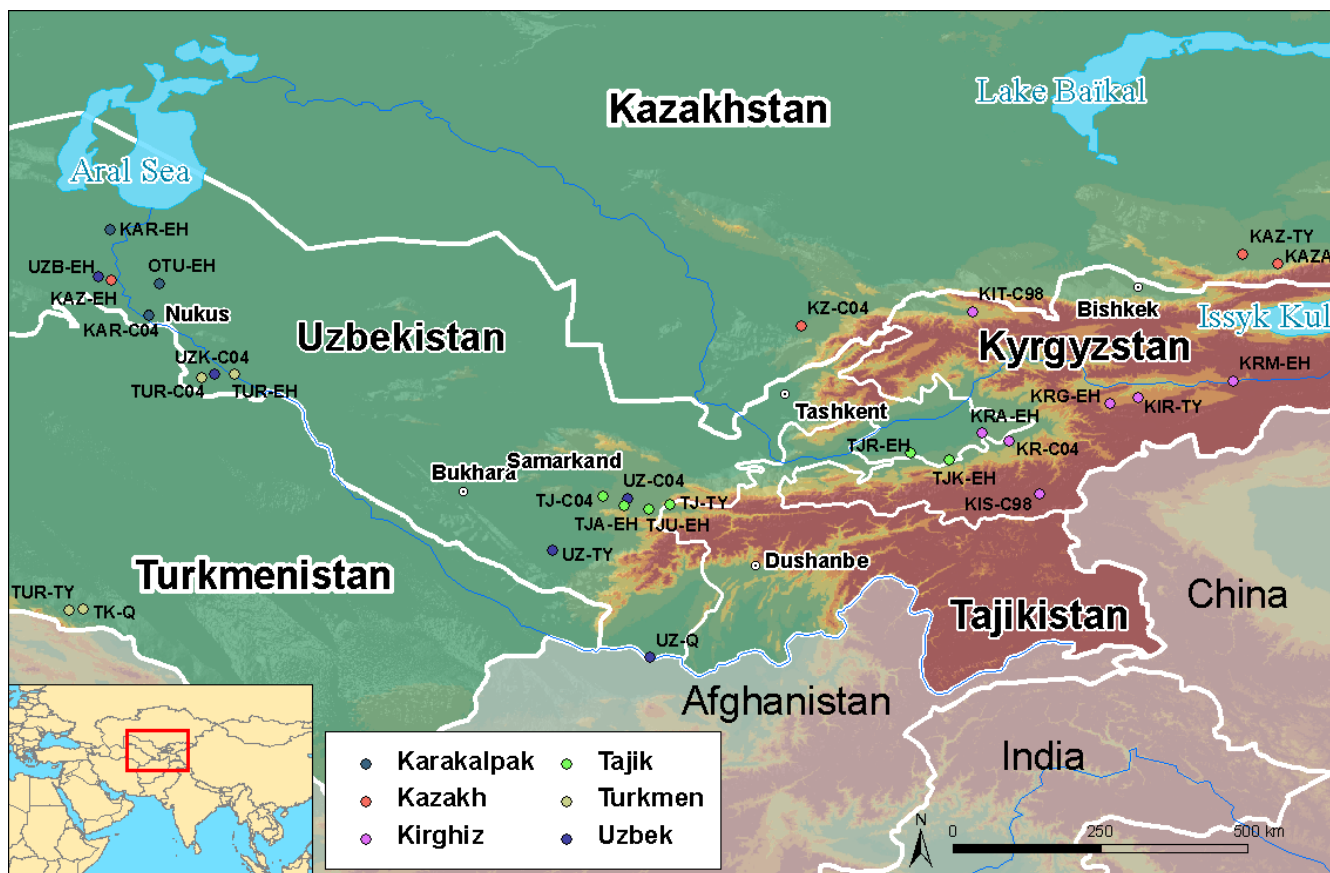 Kazakhstan
Lake Baïkal
Aral Sea
KAR-EH
UZB-EH
OTU-EH
KAZ-EH
Nukus
KAR-C04
Uzbekistan
KZ-C04
KIT-C98
Bishkek
KAZ-TY
KAZA
Issyk Kul
Kyrgyzstan
UZK-C04
TUR-C04
TUR-EH
Tashkent
KRG-EH
KRM-EH
KIR-TY
KRA-EH
TJR-EH
KR-C04
TJK-EH
KIS-C98
Bukhara
Samarkand
UZ-C04
TJ-C04
TJ-TY
TJA-EH
TJU-EH
UZ-TY
Dushanbe
Turkmenistan
TUR-TY
TK-Q
China
Tajikistan
UZ-Q
Afghanistan
India
Karakalpak
Tajik
Kazakh
Turkmen
Kirghiz
Uzbek
N
0
250
500 km